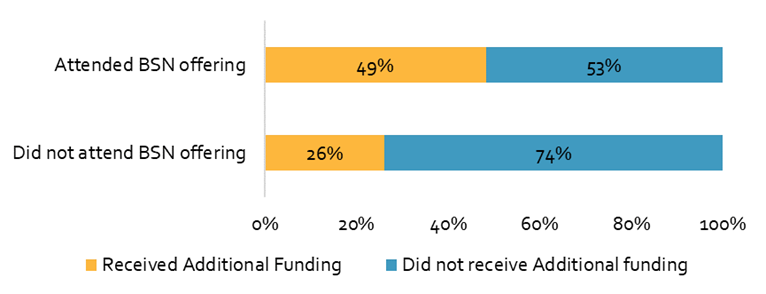 Attended BSN offering
49% 53%
Did not attend BSN offering
26% 74%
0% 20% 40% 60% 80% 100%
Received Additional Funding Did not receive Additional funding